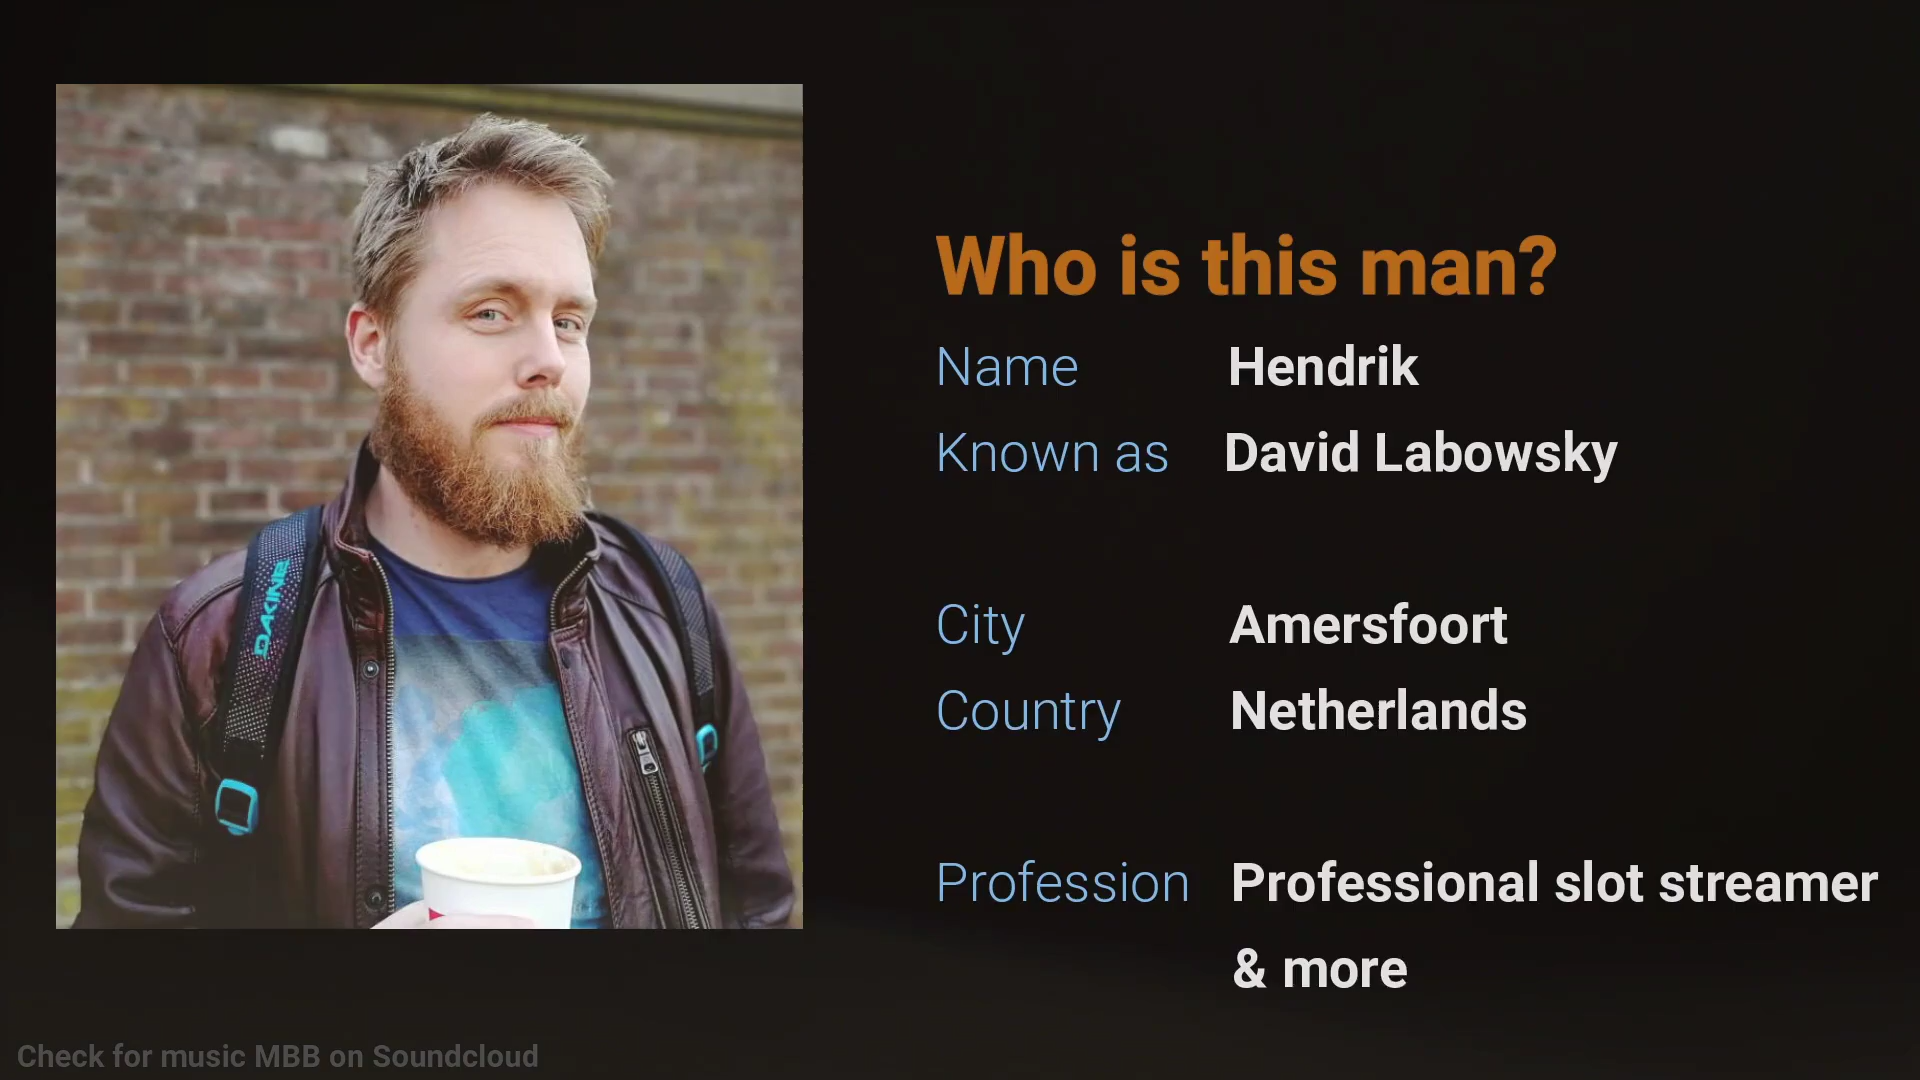 Who is this man?
Name Hendrik
Known as David Labowsky
City Amersfoort
Country Netherlands
Profession Professional slot streamer
& more
DAKINE
Check for music MBB on Soundcloud